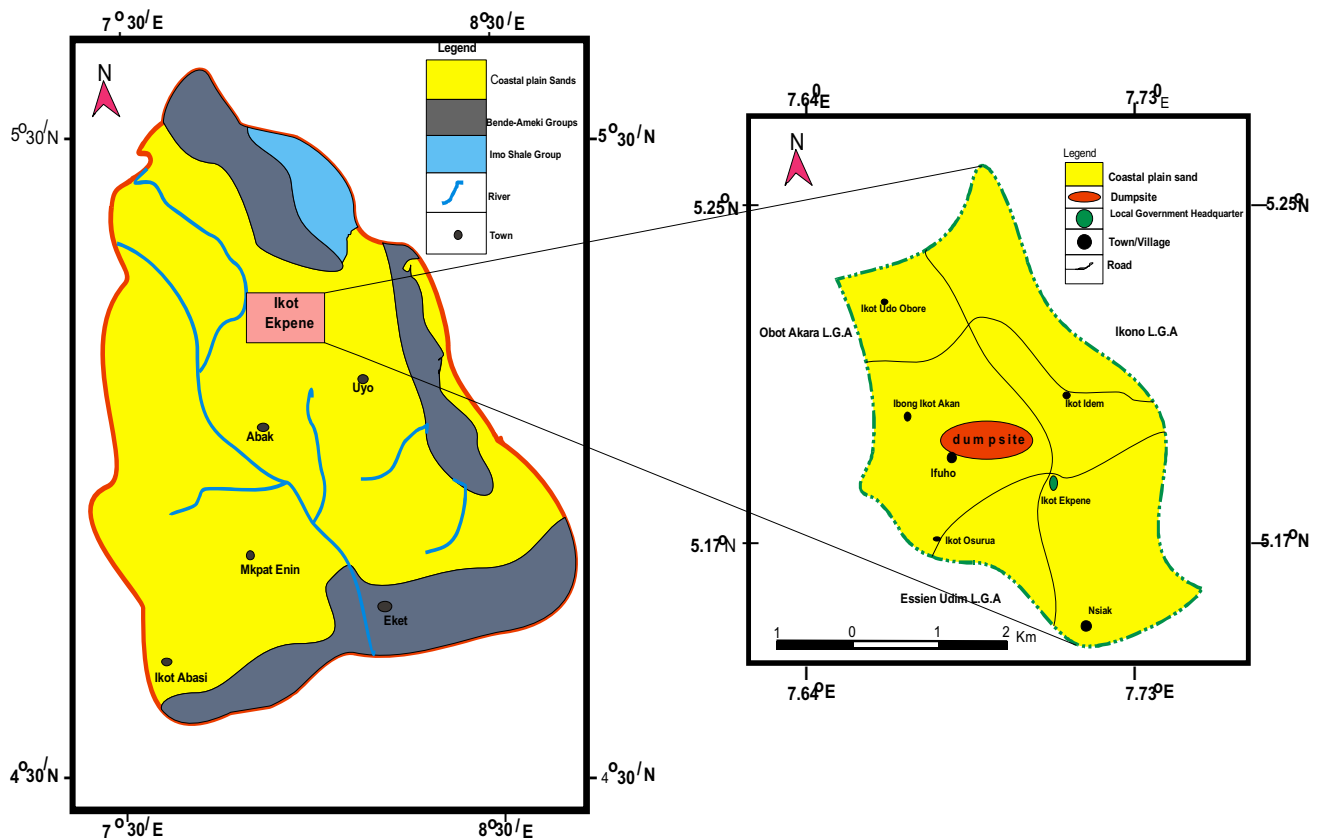 7°30/E
8°30/E
Legend
N
Coastal plain Sands
Bende-Ameki Groups
Imo Shale Group
River
Town
5°30/N
5°30/N
Ikot
Ekpene
Uyo
Abak
Mkpat Enin
Eket
Ikot Abasi
4°30/N
4°30/N
7°30/E
8°30/E
7.64°E
7.73°E
N
Legend
Coastal plain sand
Dumpsite
Local Government Headquarter
Town/Village
Road
5.25°N
5.25°N
Ikot Udo Obore
Obot Akara L.G.A
Ikono L.G.A
Ibong Ikot Akan
Ikot Idem
dumpsite
Ifuho
Ikot Ekpene
Ikot Osurua
5.17°N
5.17°N
Essien Udim L.G.A
Nsiak
1 0 1 2 Km
7.64°E
7.73°E